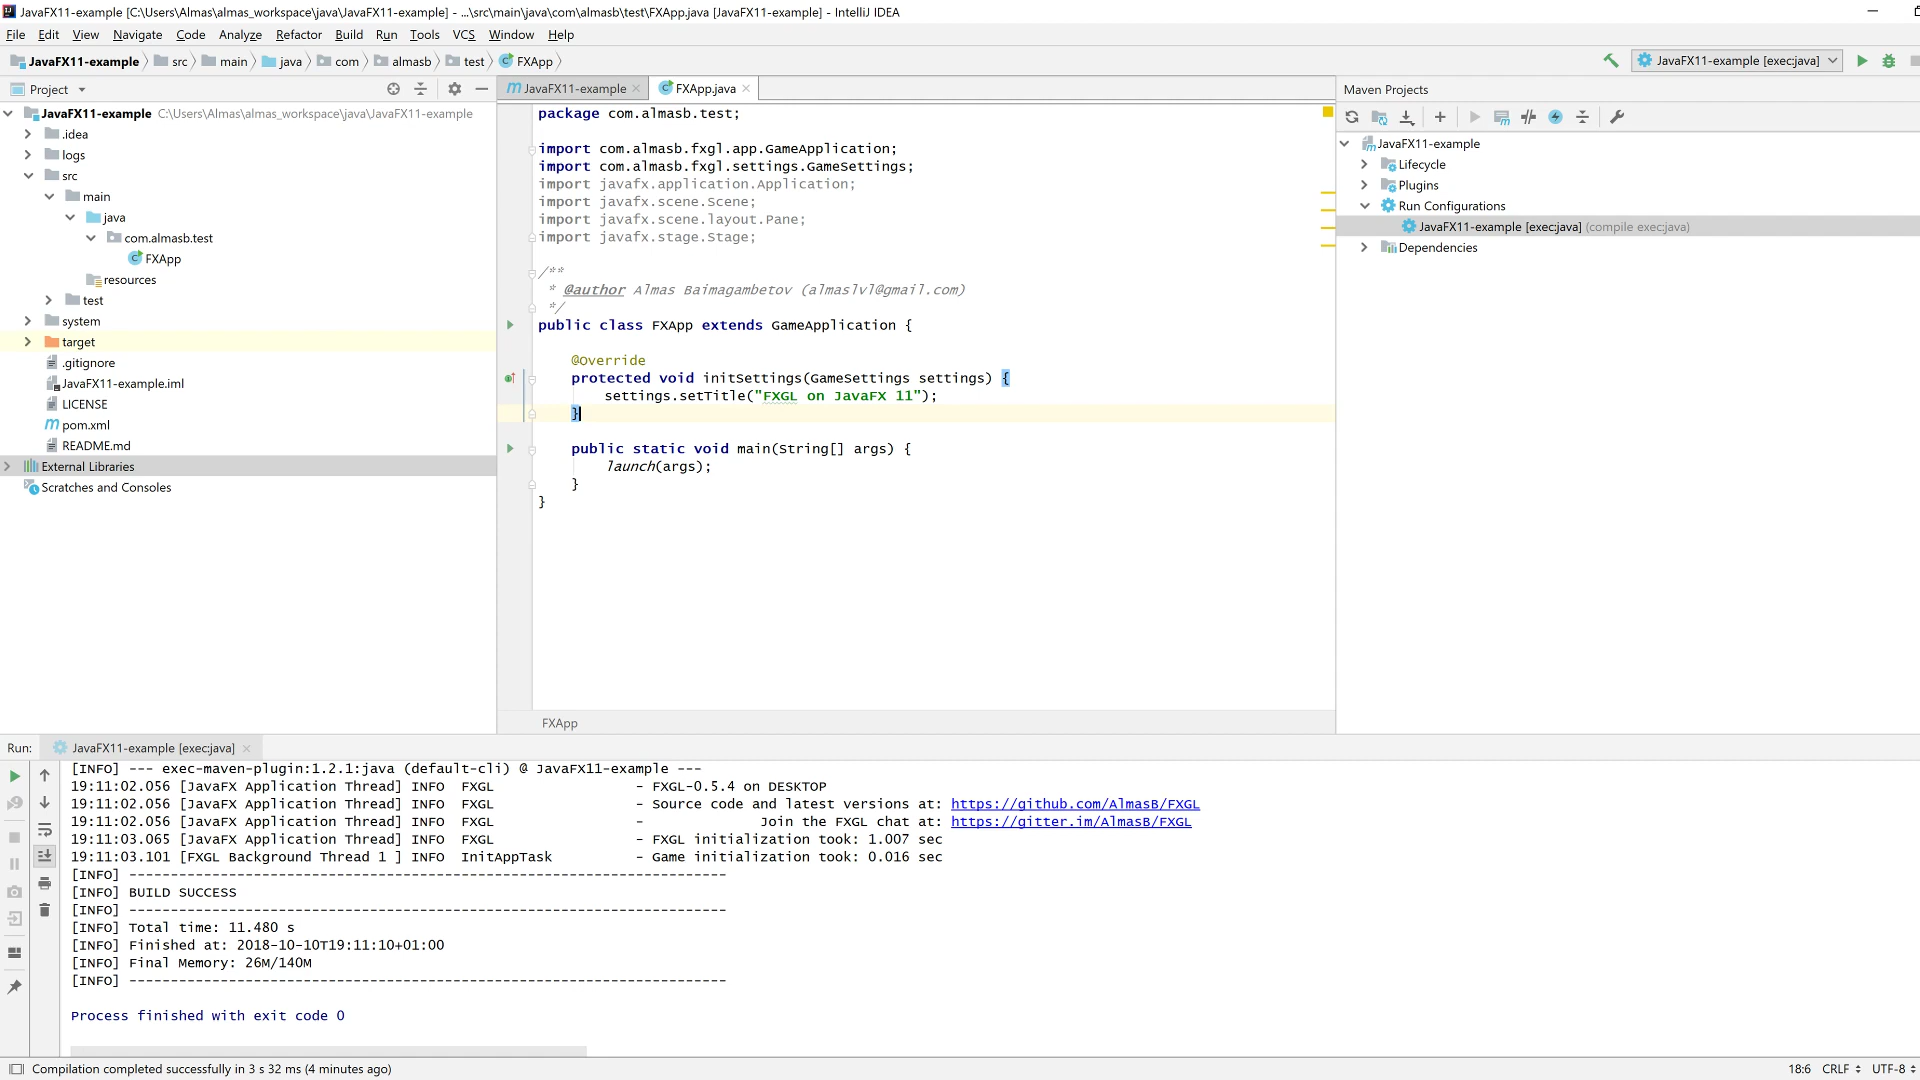 JavaFX11-example [C:\Users\Almas\almas_workspace\java\JavaFX11-example] - ...\src\main\java\com\almasb\test\FXApp.java [JavaFX11-example] - IntelliJ IDEA
File Edit View Navigate Code Analyze Refactor Build Run Tools VCS Window Help
JavaFX11-example src main java com almasb test FXApp JavaFX11-example [exec:java]
Project
JavaFX11-example C:\Users\Almas\almas_workspace\java\JavaFX11-example
.idea
logs
src
main
java
com.almasb.test
FXApp
resources
test
system
target
.gitignore
JavaFX11-example.iml
LICENSE
pom.xml
README.md
External Libraries
Scratches and Consoles
JavaFX11-example FXApp.java
package com.almasb.test;
import com.almasb.fxgl.app.GameApplication;
import com.almasb.fxgl.settings.GameSettings;
import javafx.application.Application;
import javafx.scene.Scene;
import javafx.scene.layout.Pane;
import javafx.stage.Stage;
/**
* @author Almas Baimagambetov (almaslvl@gmail.com)
*/
public class FXApp extends GameApplication {
@Override
protected void initSettings(GameSettings settings) {
settings.setTitle("FXGL on JavaFX 11");
}
public static void main(String[] args) {
launch(args);
}
}
FXApp
Maven Projects
JavaFX11-example
Lifecycle
Plugins
Run Configurations
JavaFX11-example [exec:java] (compile exec:java)
Dependencies
Run: JavaFX11-example [exec:java]
[INFO] --- exec-maven-plugin:1.2.1:java (default-cli) @ JavaFX11-example ---
19:11:02.056 [JavaFX Application Thread] INFO FXGL - FXGL-0.5.4 on DESKTOP
19:11:02.056 [JavaFX Application Thread] INFO FXGL - Source code and latest versions at: https://github.com/AlmasB/FXGL
19:11:02.056 [JavaFX Application Thread] INFO FXGL - Join the FXGL chat at: https://gitter.im/AlmasB/FXGL
19:11:03.065 [JavaFX Application Thread] INFO FXGL - FXGL initialization took: 1.007 sec
19:11:03.101 [FXGL Background Thread 1 ] INFO InitAppTask - Game initialization took: 0.016 sec
[INFO] ------------------------------------------------------------------------
[INFO] BUILD SUCCESS
[INFO] ------------------------------------------------------------------------
[INFO] Total time: 11.480 s
[INFO] Finished at: 2018-10-10T19:11:10+01:00
[INFO] Final Memory: 26M/140M
[INFO] ------------------------------------------------------------------------
Process finished with exit code 0
Compilation completed successfully in 3 s 32 ms (4 minutes ago) 18:6 CRLF UTF-8